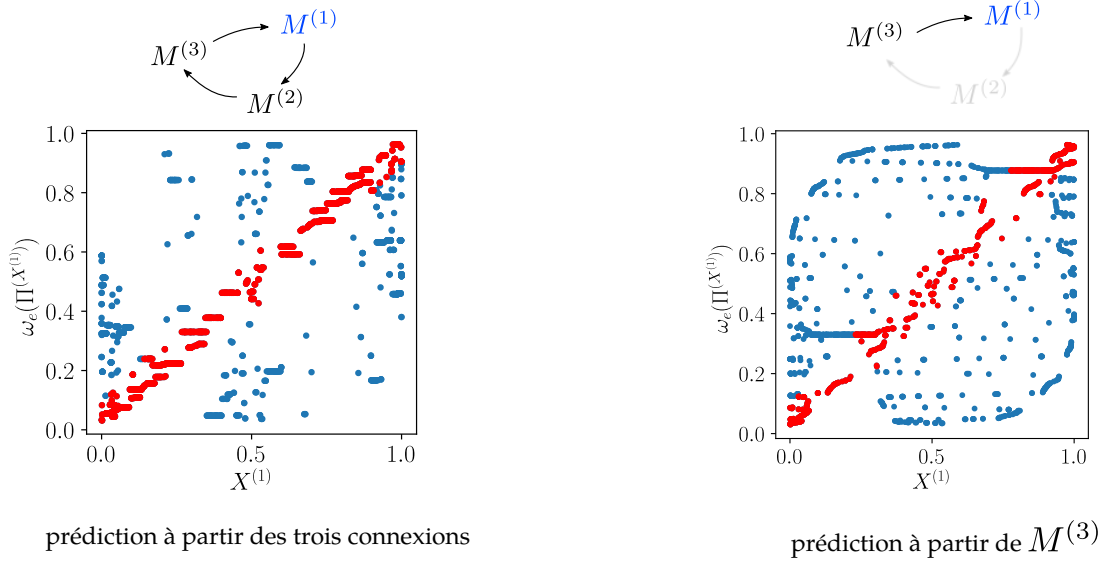 M^{(1)}
M^{(3)}
M^{(2)}
1.0
0.8
0.6
0.4
0.2
0.0
ω_e(Π^{(X^{(1)})})
0.0 0.5 1.0
X^{(1)}
prédiction à partir des trois connexions
M^{(1)}
M^{(3)}
M^{(2)}
1.0
0.8
0.6
0.4
0.2
0.0
ω_e(Π^{(X^{(1)})})
0.0 0.5 1.0
X^{(1)}
prédiction à partir de M^{(3)}